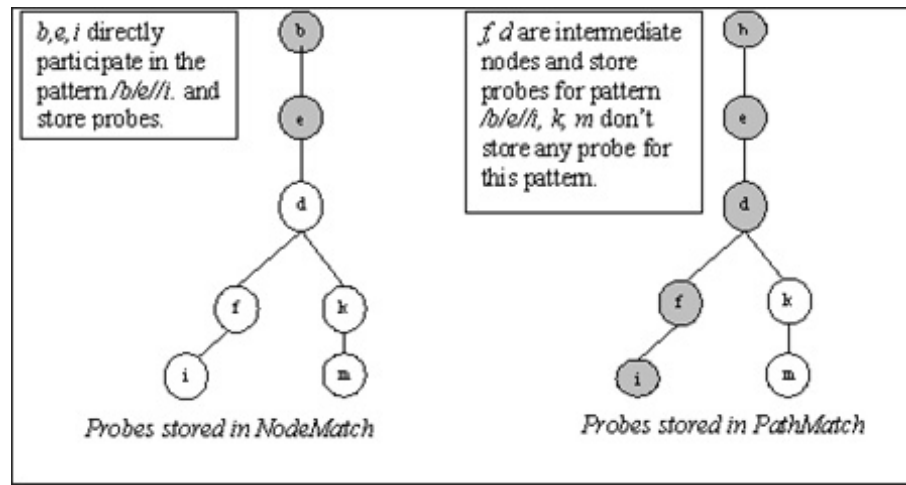 b,e,i directly
participate in the
pattern /b/e//i. and
store probes.
b
e
d
f
k
i
m
Probes stored in NodeMatch
f, d are intermediate
nodes and store
probes for pattern
/b/e//i, k, m don't
store any probe for
this pattern.
b
e
d
f
k
i
m
Probes stored in PathMatch